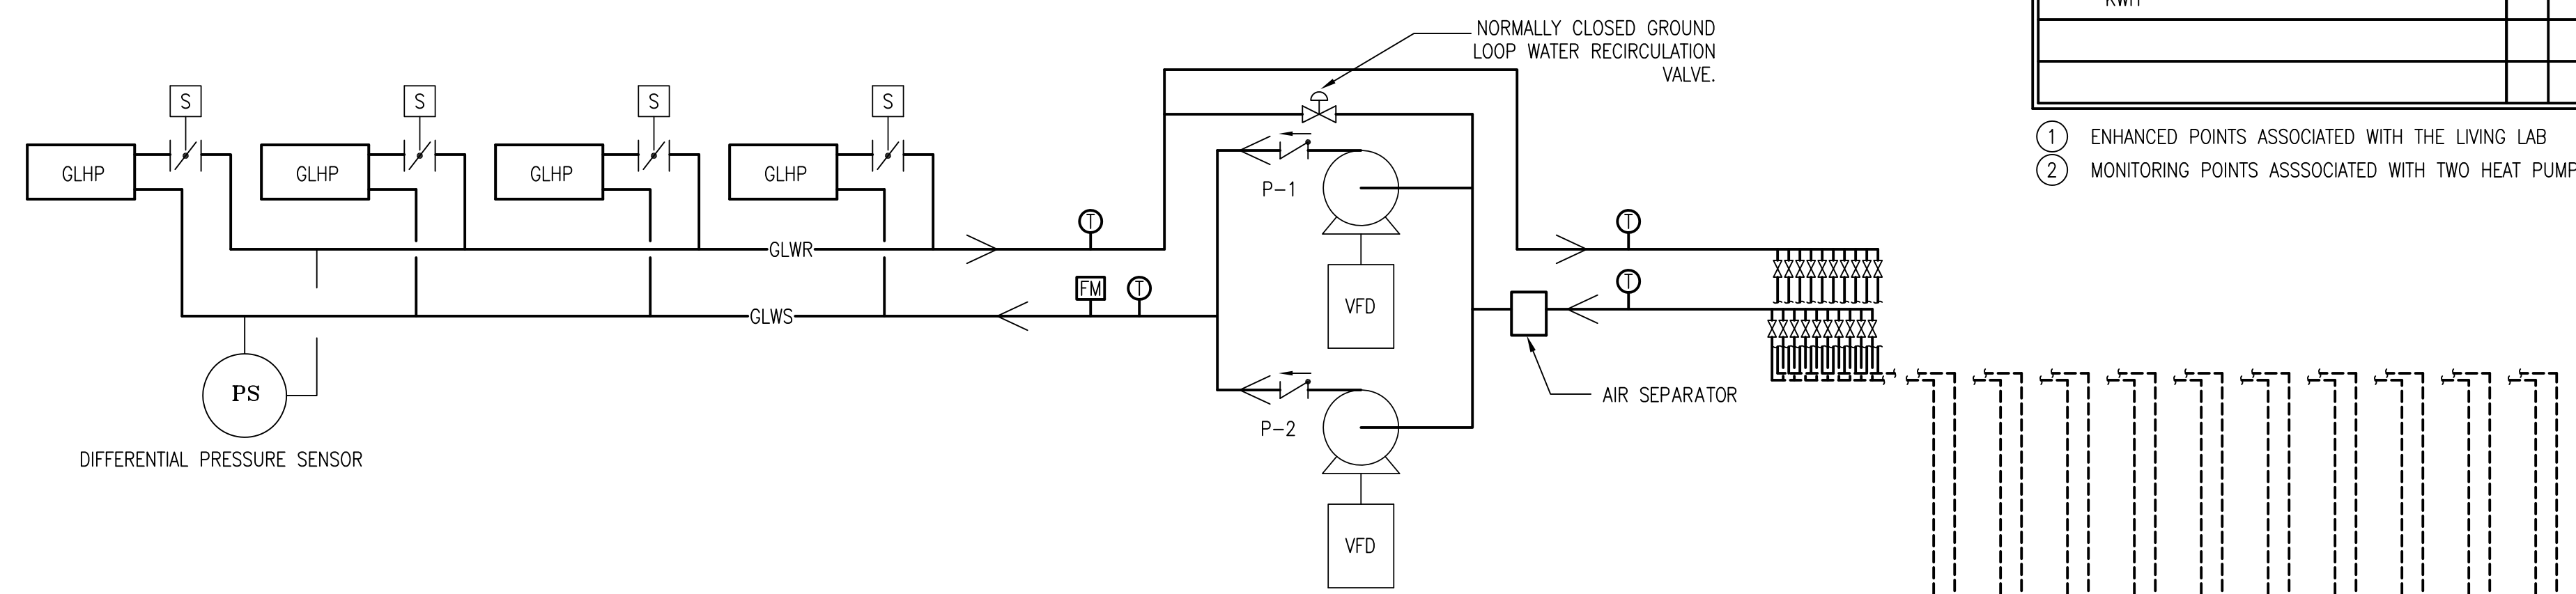 NORMALLY CLOSED GROUND
LOOP WATER RECIRCULATION
VALVE.
S
S
S
S
1 ENHANCED POINTS ASSOCIATED WITH THE LIVING LAB
2 MONITORING POINTS ASSSOCIATED WITH TWO HEAT PUMP
GLHP
GLHP
GLHP
GLHP
P-1
T
T
GLWR
FM
T
T
GLWS
VFD
PS
AIR SEPARATOR
P-2
DIFFERENTIAL PRESSURE SENSOR
VFD